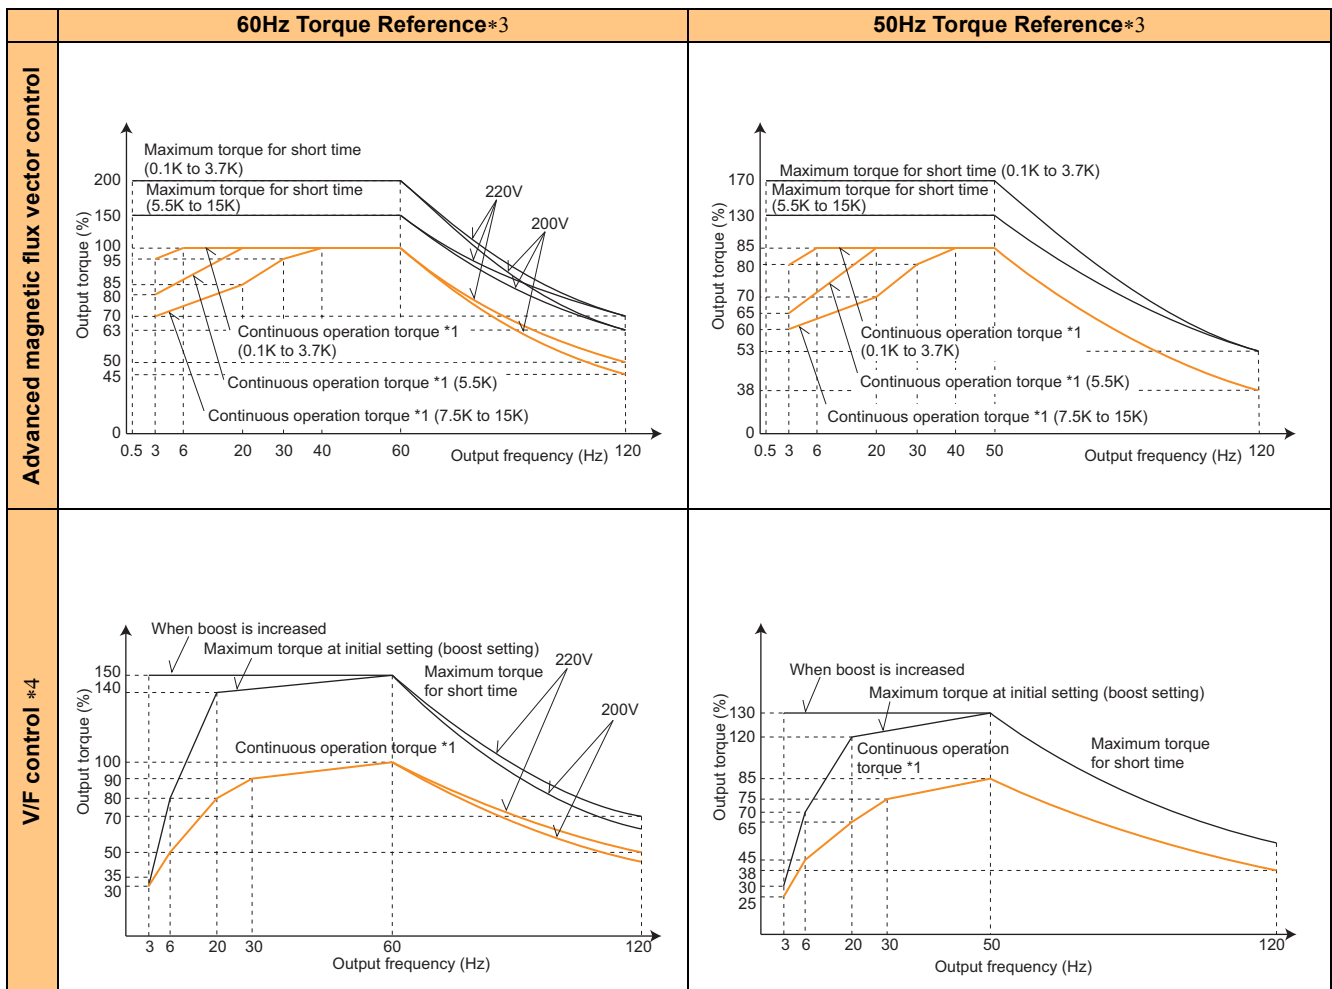 60Hz Torque Reference*3
50Hz Torque Reference*3
Advanced magnetic flux vector control
Output torque (%)
Maximum torque for short time
(0.1K to 3.7K)
200
Maximum torque for short time
(5.5K to 15K)
150
220V
200V
100
95
85
80
70
63
50
45
0
Continuous operation torque *1
(0.1K to 3.7K)
Continuous operation torque *1 (5.5K)
Continuous operation torque *1 (7.5K to 15K)
0.5 3 6 20 30 40 60 120
Output frequency (Hz)
Output torque (%)
Maximum torque for short time (0.1K to 3.7K)
170
Maximum torque for short time
(5.5K to 15K)
130
85
80
70
65
60
53
38
0
Continuous operation torque *1
(0.1K to 3.7K)
Continuous operation torque *1 (5.5K)
Continuous operation torque *1 (7.5K to 15K)
0.5 3 6 20 30 40 50 120
Output frequency (Hz)
V/F control *4
Output torque (%)
When boost is increased
Maximum torque at initial setting (boost setting)
Maximum torque
for short time
220V
200V
150
140
Continuous operation torque *1
100
90
80
70
50
35
30
3 6 20 30 60 120
Output frequency (Hz)
Output torque (%)
When boost is increased
Maximum torque at initial setting (boost setting)
130
120
Continuous operation
torque *1
Maximum torque
for short time
85
75
70
65
45
38
30
25
3 6 20 30 50 120
Output frequency (Hz)